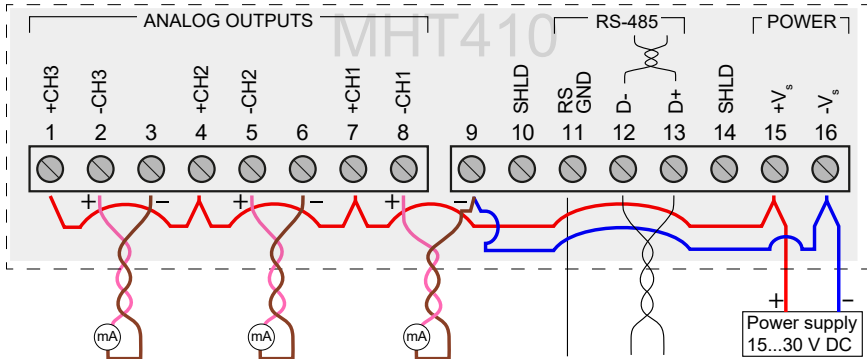 ANALOG OUTPUTS
RS-485
POWER
MHT410
+CH3
-CH3
+CH2
-CH2
+CH1
-CH1
SHLD
RS
GND
D-
D+
SHLD
+Vs
-Vs
1 2 3 4 5 6 7 8 9 10 11 12 13 14 15 16
+ − + − + −
+ −
mA mA mA
Power supply
15...30 V DC